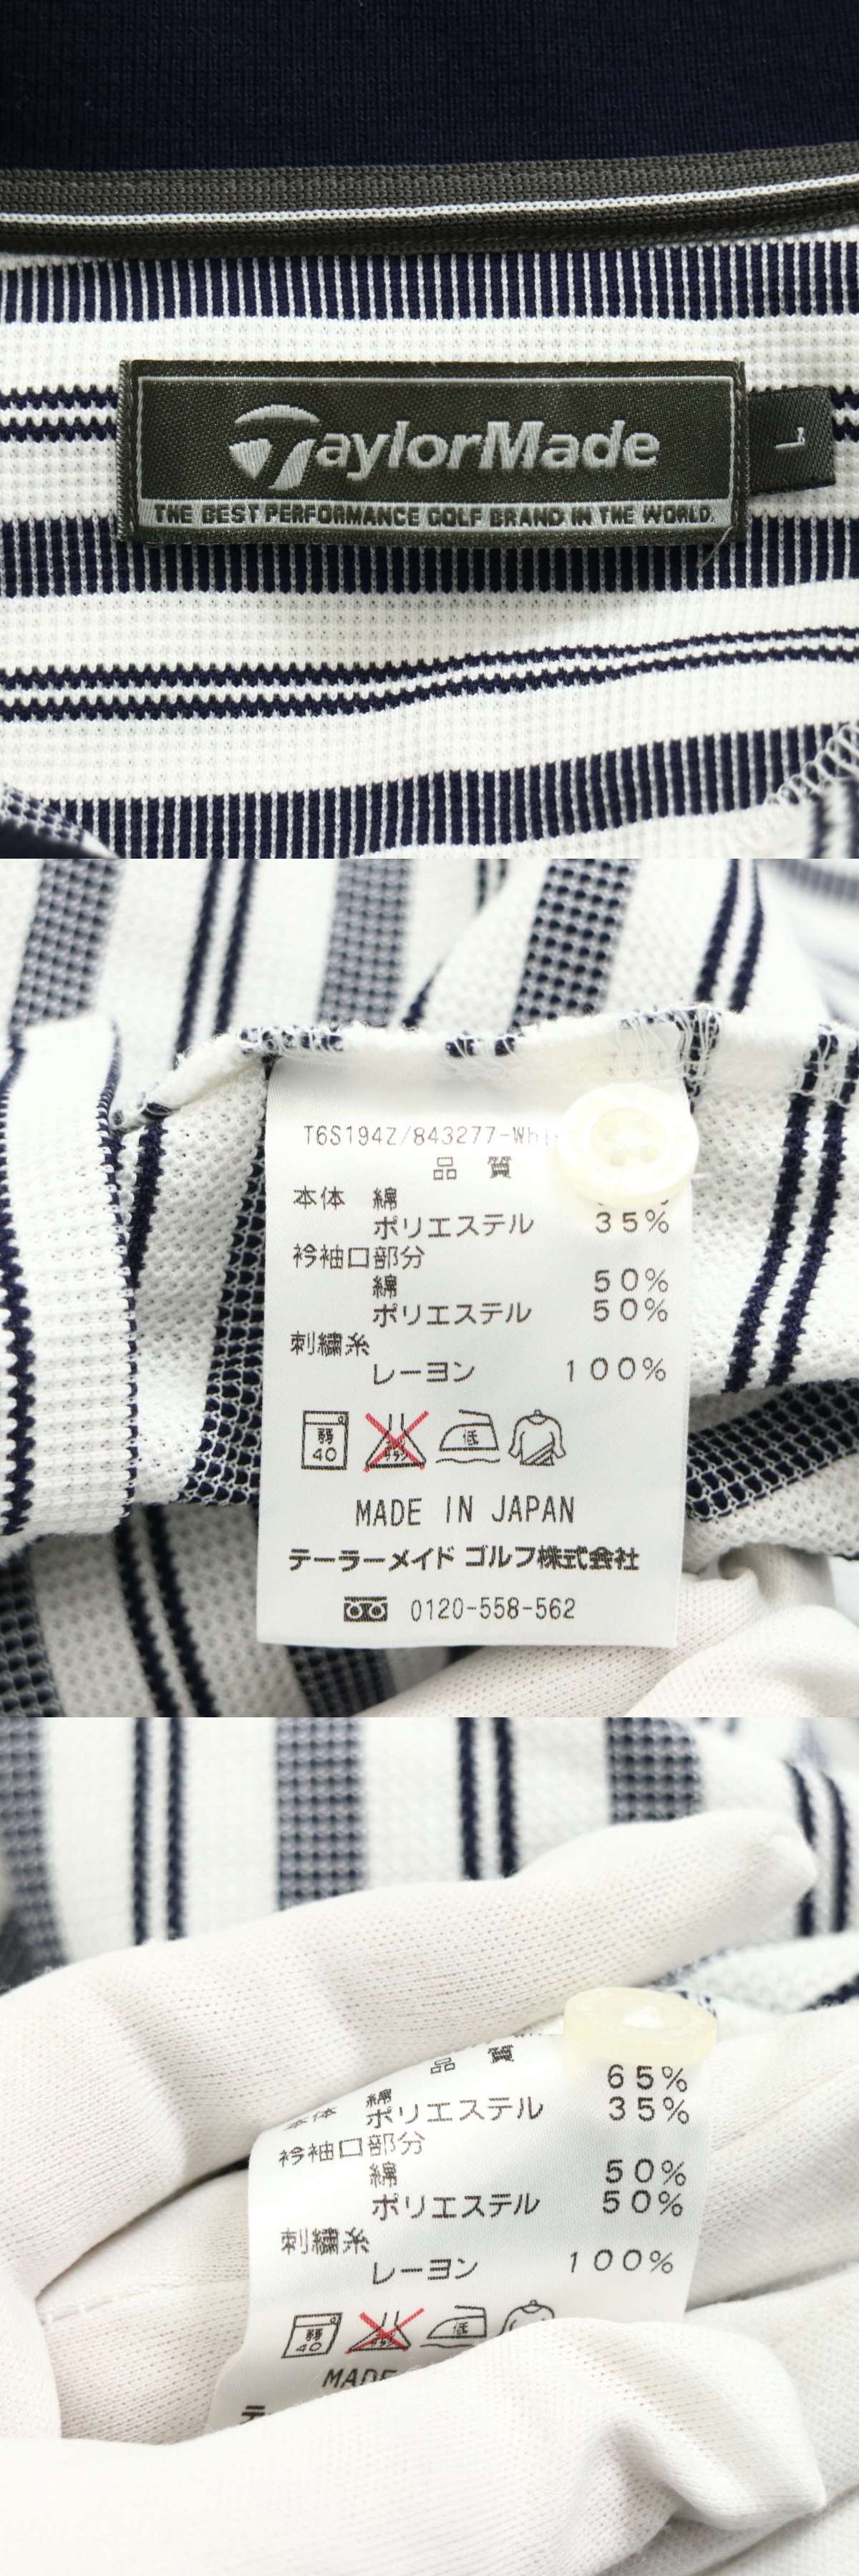 TaylorMade
L
THE BEST PERFORMANCE GOLF BRAND IN THE WORLD.
T6S194Z/843277-Whi
品 質
本体 綿
ポリエステル 35%
衿袖口部分
綿 50%
ポリエステル 50%
刺繍糸
レーヨン 100%
弱 40 低
MADE IN JAPAN
テーラーメイド ゴルフ株式会社
0120-558-562
品 質
本体 綿 65%
ポリエステル 35%
衿袖口部分
綿 50%
ポリエステル 50%
刺繍糸
レーヨン 100%
弱 40 低
MADE
テ